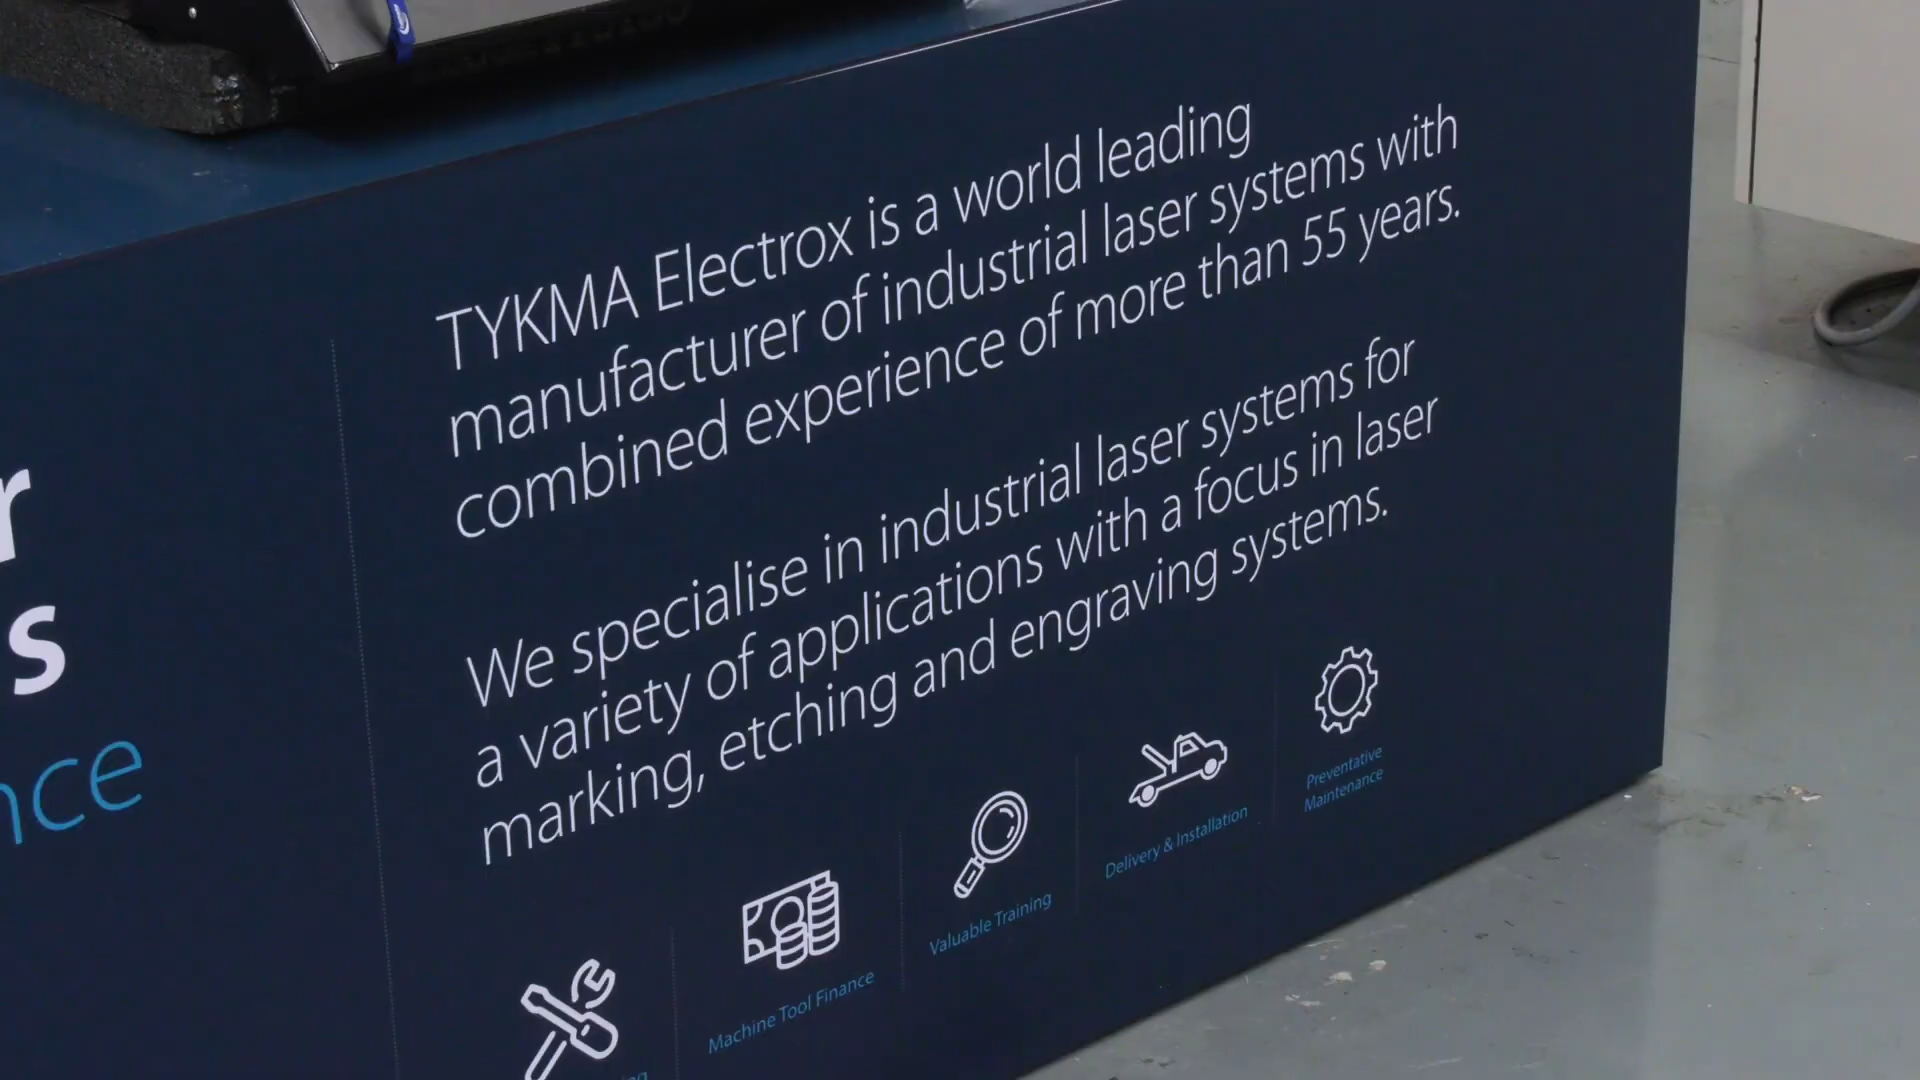 TYKMA Electrox is a world leading
manufacturer of industrial laser systems with
combined experience of more than 55 years.
We specialise in industrial laser systems for
a variety of applications with a focus in laser
marking, etching and engraving systems.
Machine Tool Finance
Valuable Training
Delivery & Installation
Preventative
Maintenance